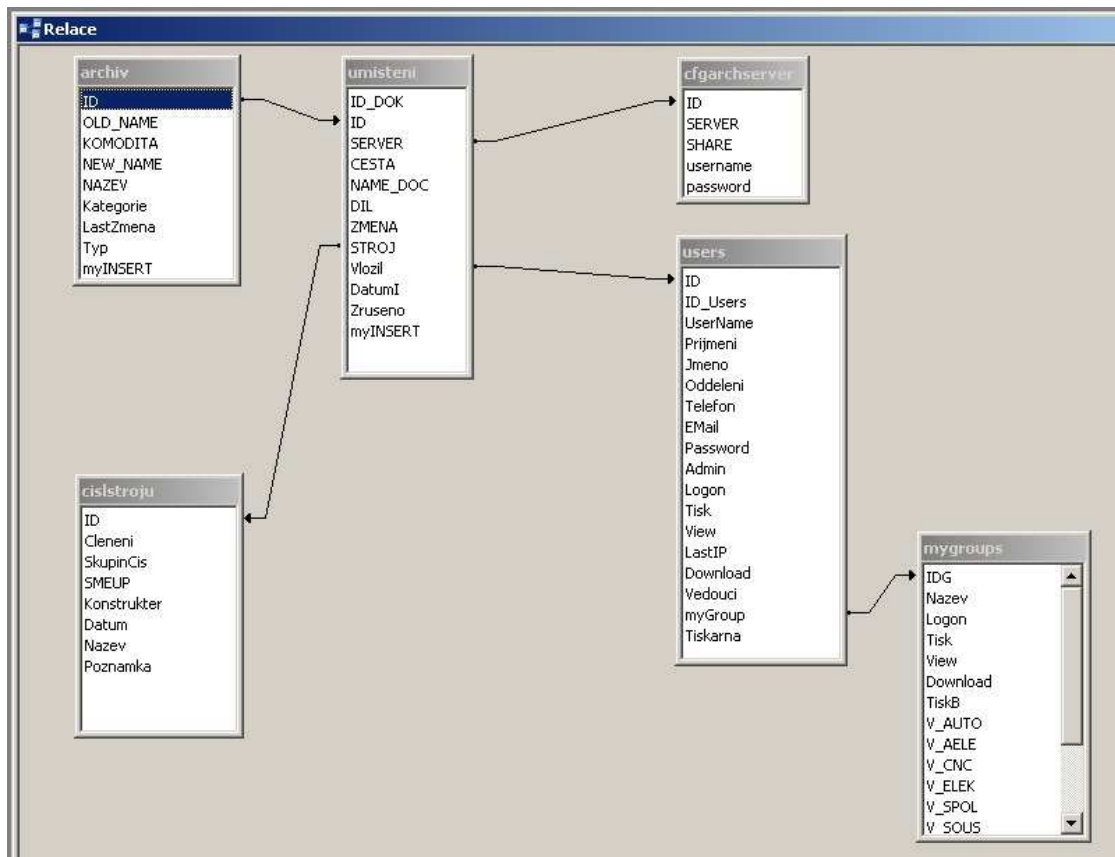 Relace
archiv
ID
OLD_NAME
KOMODITA
NEW_NAME
NAZEV
Kategorie
LastZmena
Typ
myINSERT
umisteni
ID_DOK
ID
SERVER
CESTA
NAME_DOC
DIL
ZMENA
STROJ
Vlozil
DatumI
Zruseno
myINSERT
cfgarchserver
ID
SERVER
SHARE
username
password
users
ID
ID_Users
UserName
Prijmeni
Jmeno
Oddeleni
Telefon
EMail
Password
Admin
Logon
Tisk
View
LastIP
Download
Vedouci
myGroup
Tiskarna
cislstroju
ID
Cleneni
SkupinCis
SMEUP
Konstrukter
Datum
Nazev
Poznamka
mygroups
IDG
Nazev
Logon
Tisk
View
Download
TiskB
V_AUTO
V_AELE
V_CNC
V_ELEK
V_SPOL
V_SOUS